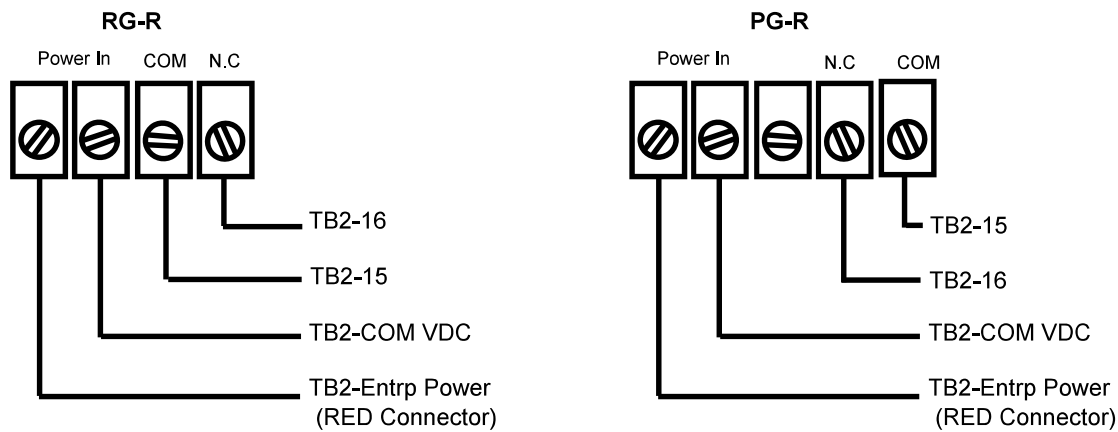 RG-R
Power In COM N.C
TB2-16
TB2-15
TB2-COM VDC
TB2-Entrp Power
(RED Connector)
PG-R
Power In N.C COM
TB2-15
TB2-16
TB2-COM VDC
TB2-Entrp Power
(RED Connector)